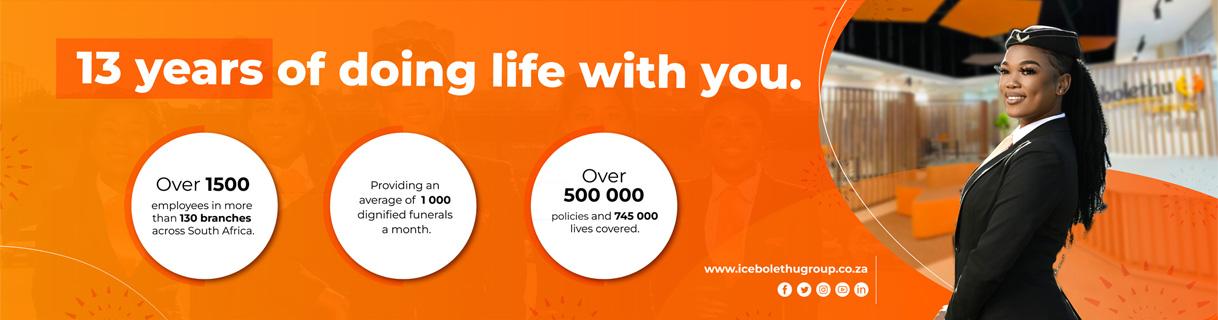 13 years of doing life with you.
Over 1500
employees in more
than 130 branches
across South Africa.
Providing an
average of 1 000
dignified funerals
a month.
Over
500 000
policies and 745 000
lives covered.
www.icebolethugroup.co.za
bolethu